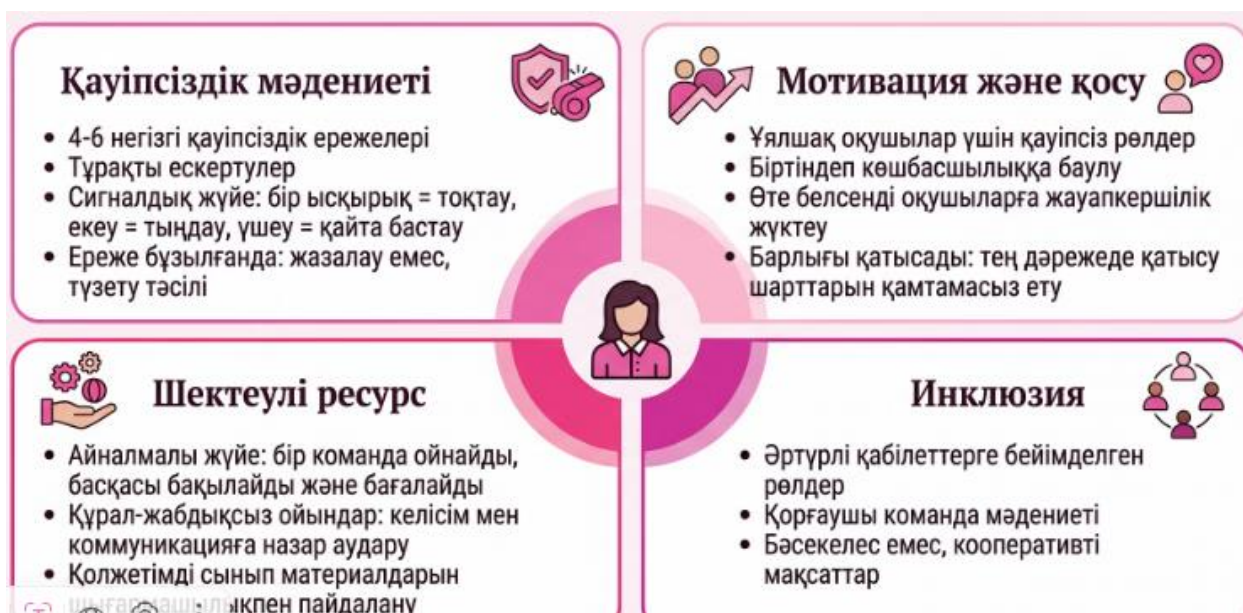 Қауіпсіздік мәдениеті
• 4-6 негізгі қауіпсіздік ережелері
• Тұрақты ескертулер
• Сигналдық жүйе: бір ысқырық = тоқтау,
екеу = тыңдау, үшеу = қайта бастау
• Ереже бұзылғанда: жазалау емес,
түзету тәсілі
Мотивация және қосу
• Ұялшақ оқушылар үшін қауіпсіз рөлдер
• Біртіндеп көшбасшылыққа баулу
• Өте белсенді оқушыларға жауапкершілік
жүктеу
• Барлығы қатысады: тең дәрежеде қатысу
шарттарын қамтамасыз ету
Шектеулі ресурс
• Айналмалы жүйе: бір команда ойнайды,
басқасы бақылайды және бағалайды
• Құрал-жабдықсыз ойындар: келісім мен
коммуникацияға назар аудару
• Қолжетімді сынып материалдарын
пайдалану
Инклюзия
• Әртүрлі қабілеттерге бейімделген
рөлдер
• Қорғаушы команда мәдениеті
• Бәсекелес емес, кооперативті
мақсаттар